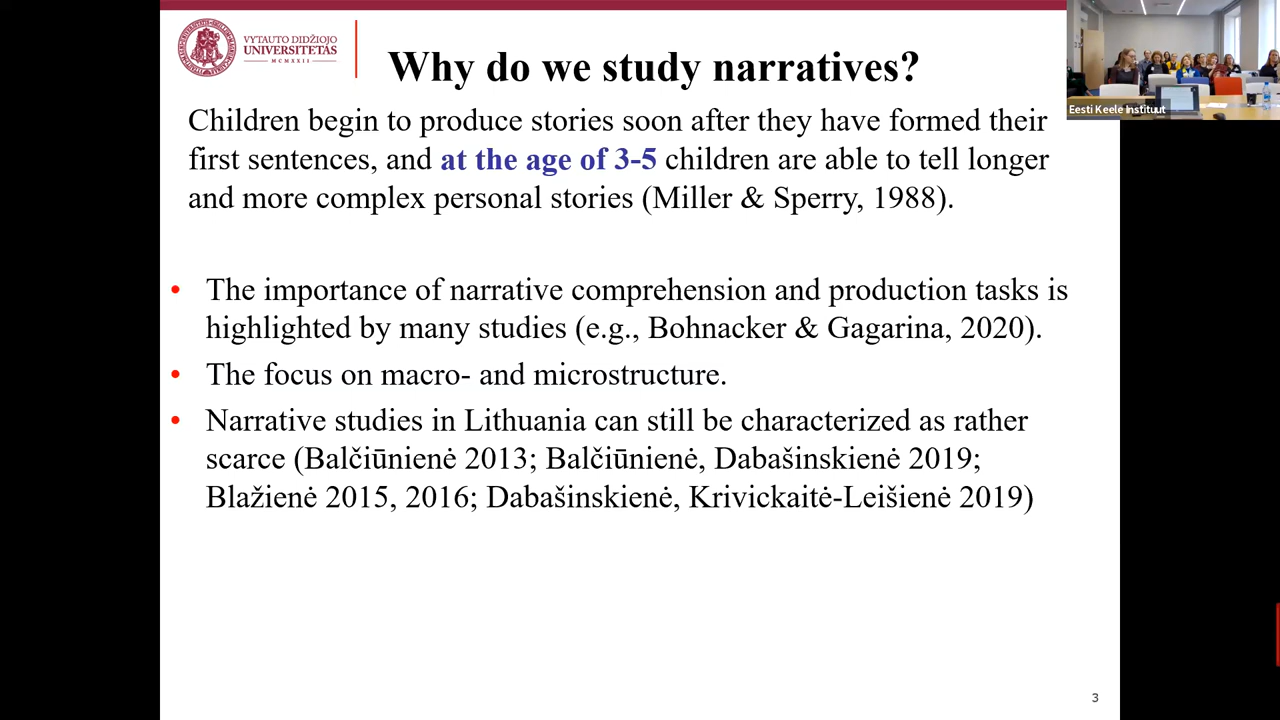 VYTAUTO DIDŽIOJO
UNIVERSITETAS
MCMXXII
Why do we study narratives?
Eesti Keele Instituut
Children begin to produce stories soon after they have formed their
first sentences, and at the age of 3-5 children are able to tell longer
and more complex personal stories (Miller & Sperry, 1988).
• The importance of narrative comprehension and production tasks is
highlighted by many studies (e.g., Bohnacker & Gagarina, 2020).
• The focus on macro- and microstructure.
• Narrative studies in Lithuania can still be characterized as rather
scarce (Balčiūnienė 2013; Balčiūnienė, Dabašinskienė 2019;
Blažienė 2015, 2016; Dabašinskienė, Krivickaitė-Leišienė 2019)
3